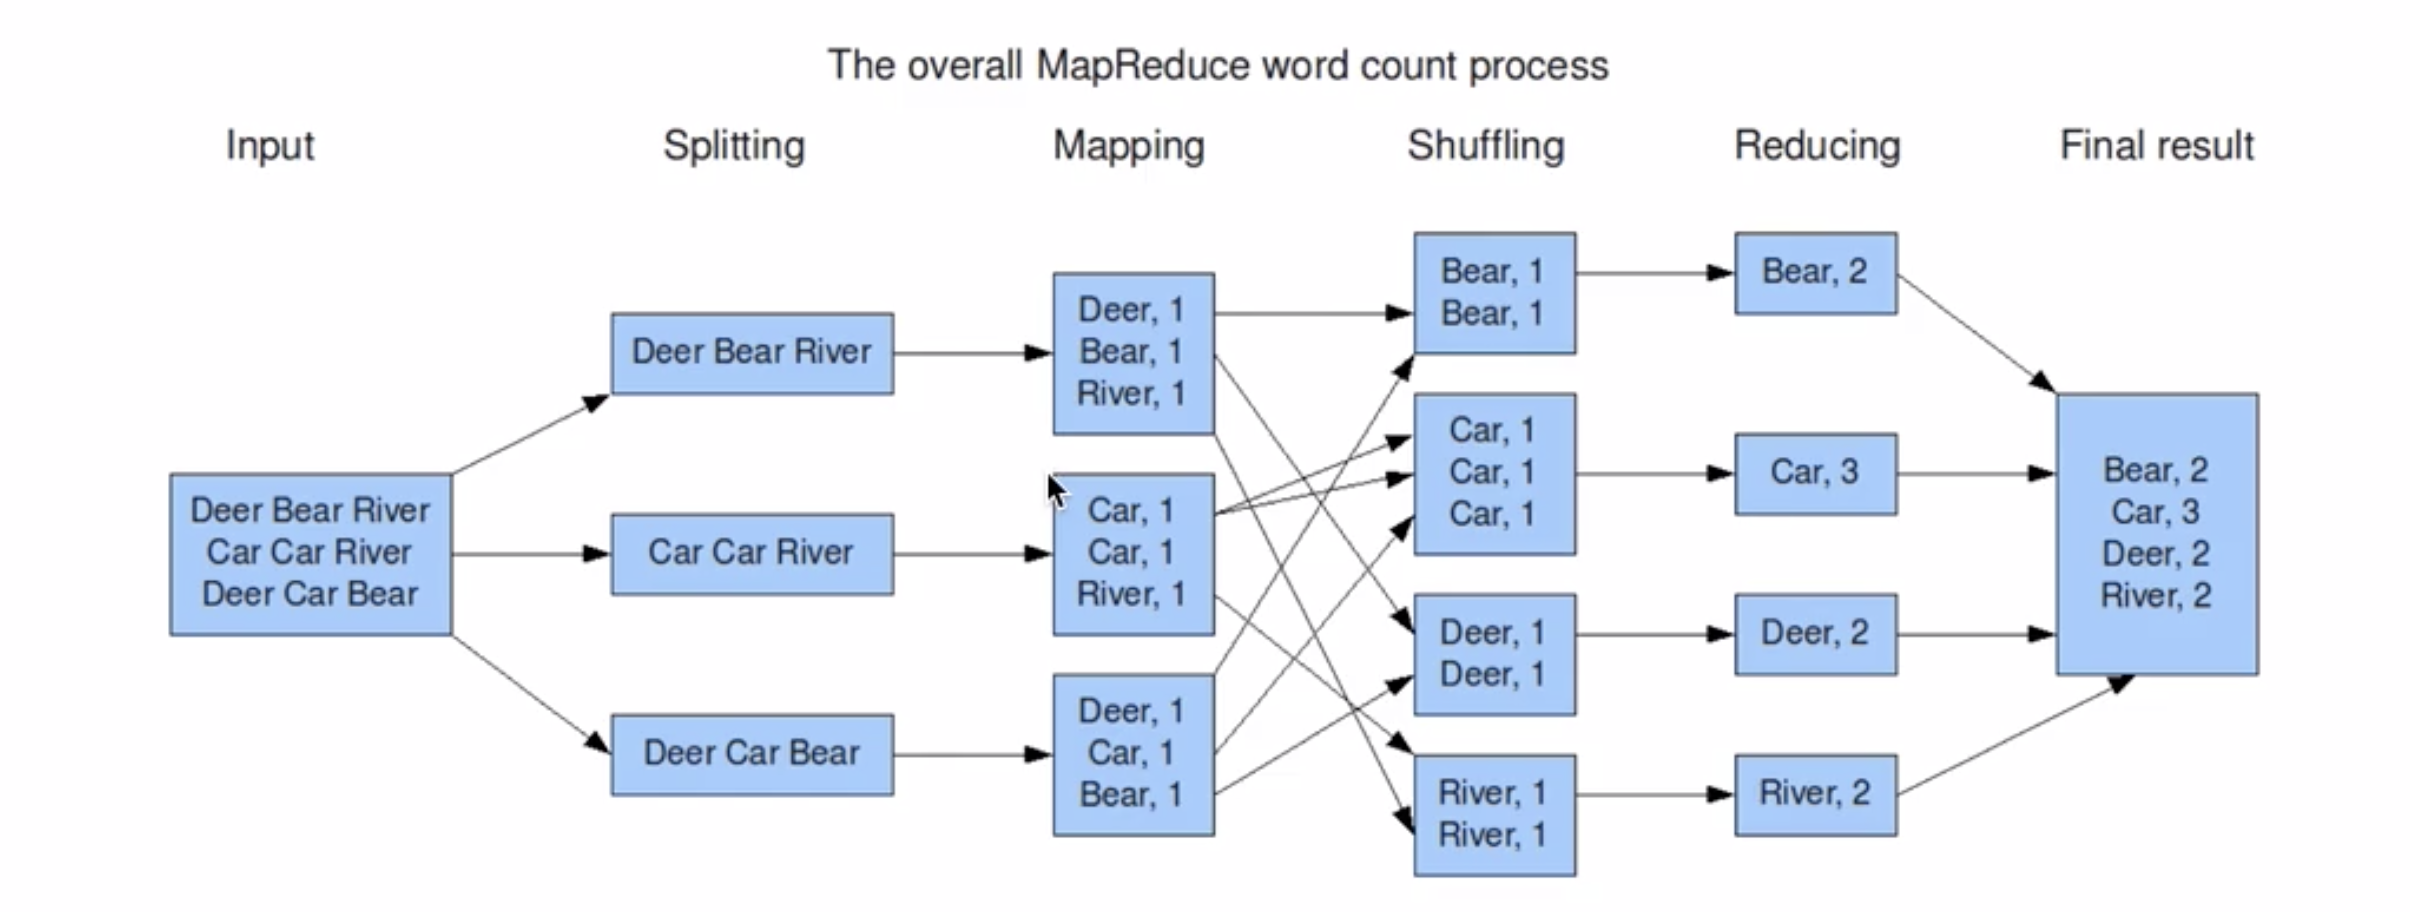 The overall MapReduce word count process
Input
Splitting
Mapping
Shuffling
Reducing
Final result
Deer Bear River
Car Car River
Deer Car Bear
Deer Bear River
Car Car River
Deer Car Bear
Deer, 1
Bear, 1
River, 1
Car, 1
Car, 1
River, 1
Deer, 1
Car, 1
Bear, 1
Bear, 1
Bear, 1
Car, 1
Car, 1
Car, 1
Deer, 1
Deer, 1
River, 1
River, 1
Bear, 2
Car, 3
Deer, 2
River, 2
Bear, 2
Car, 3
Deer, 2
River, 2